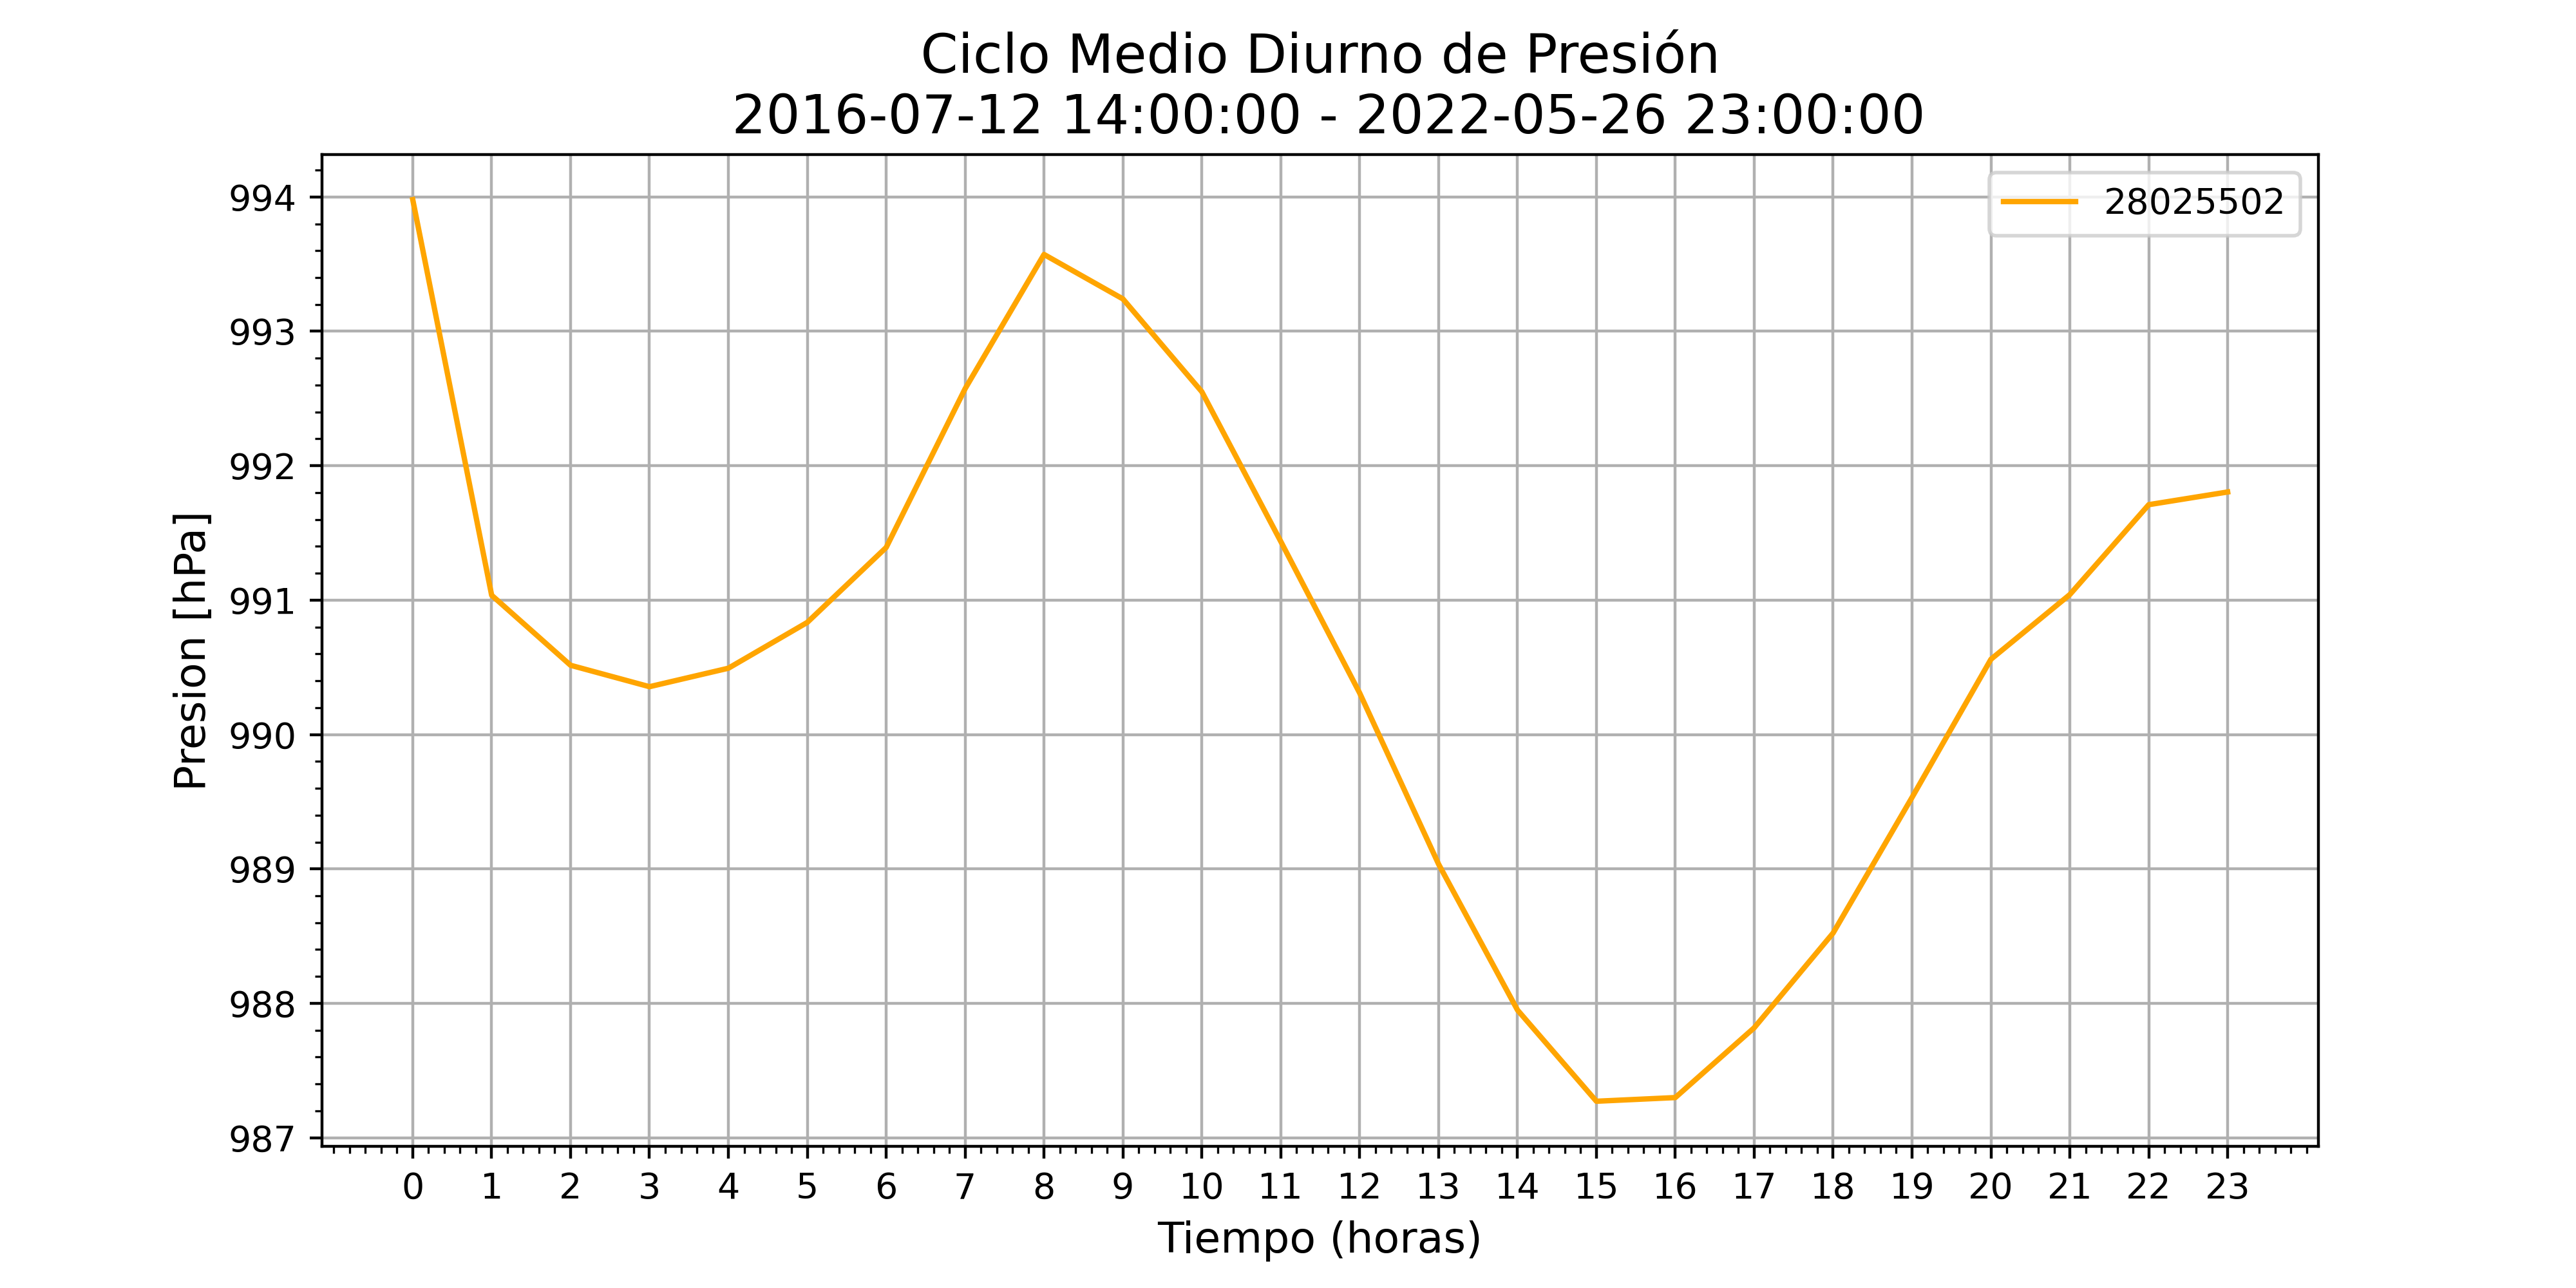 Ciclo Medio Diurno de Presión
2016-07-12 14:00:00 - 2022-05-26 23:00:00
28025502
Presion [hPa]
994
993
992
991
990
989
988
987
0 1 2 3 4 5 6 7 8 9 10 11 12 13 14 15 16 17 18 19 20 21 22 23
Tiempo (horas)